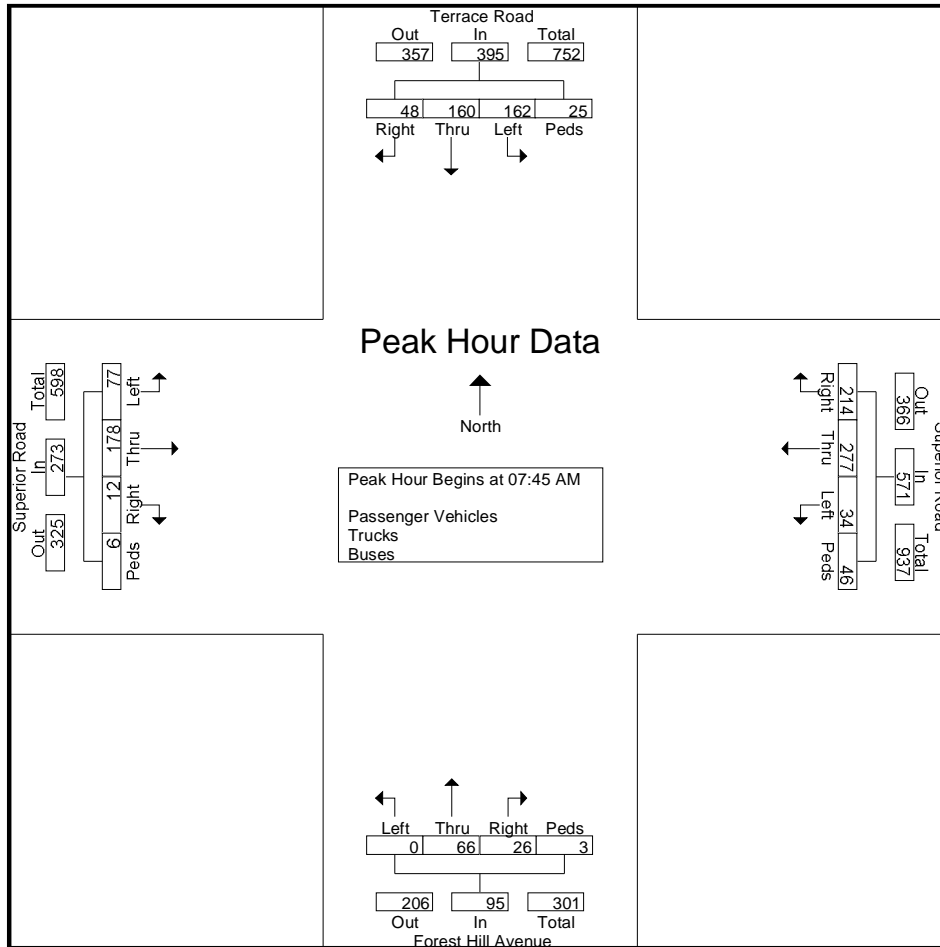 Terrace Road
Out In Total
357 395 752
48 160 162 25
Right Thru Left Peds
Peak Hour Data
North
Peak Hour Begins at 07:45 AM
Passenger Vehicles
Trucks
Buses
Superior Road
Out In Total
325 273 598
Left Thru Right Peds
77 178 12 6
Superior Road
Out In Total
366 571 937
214 277 34 46
Right Thru Left Peds
Left Thru Right Peds
0 66 26 3
206 95 301
Out In Total
Forest Hill Avenue